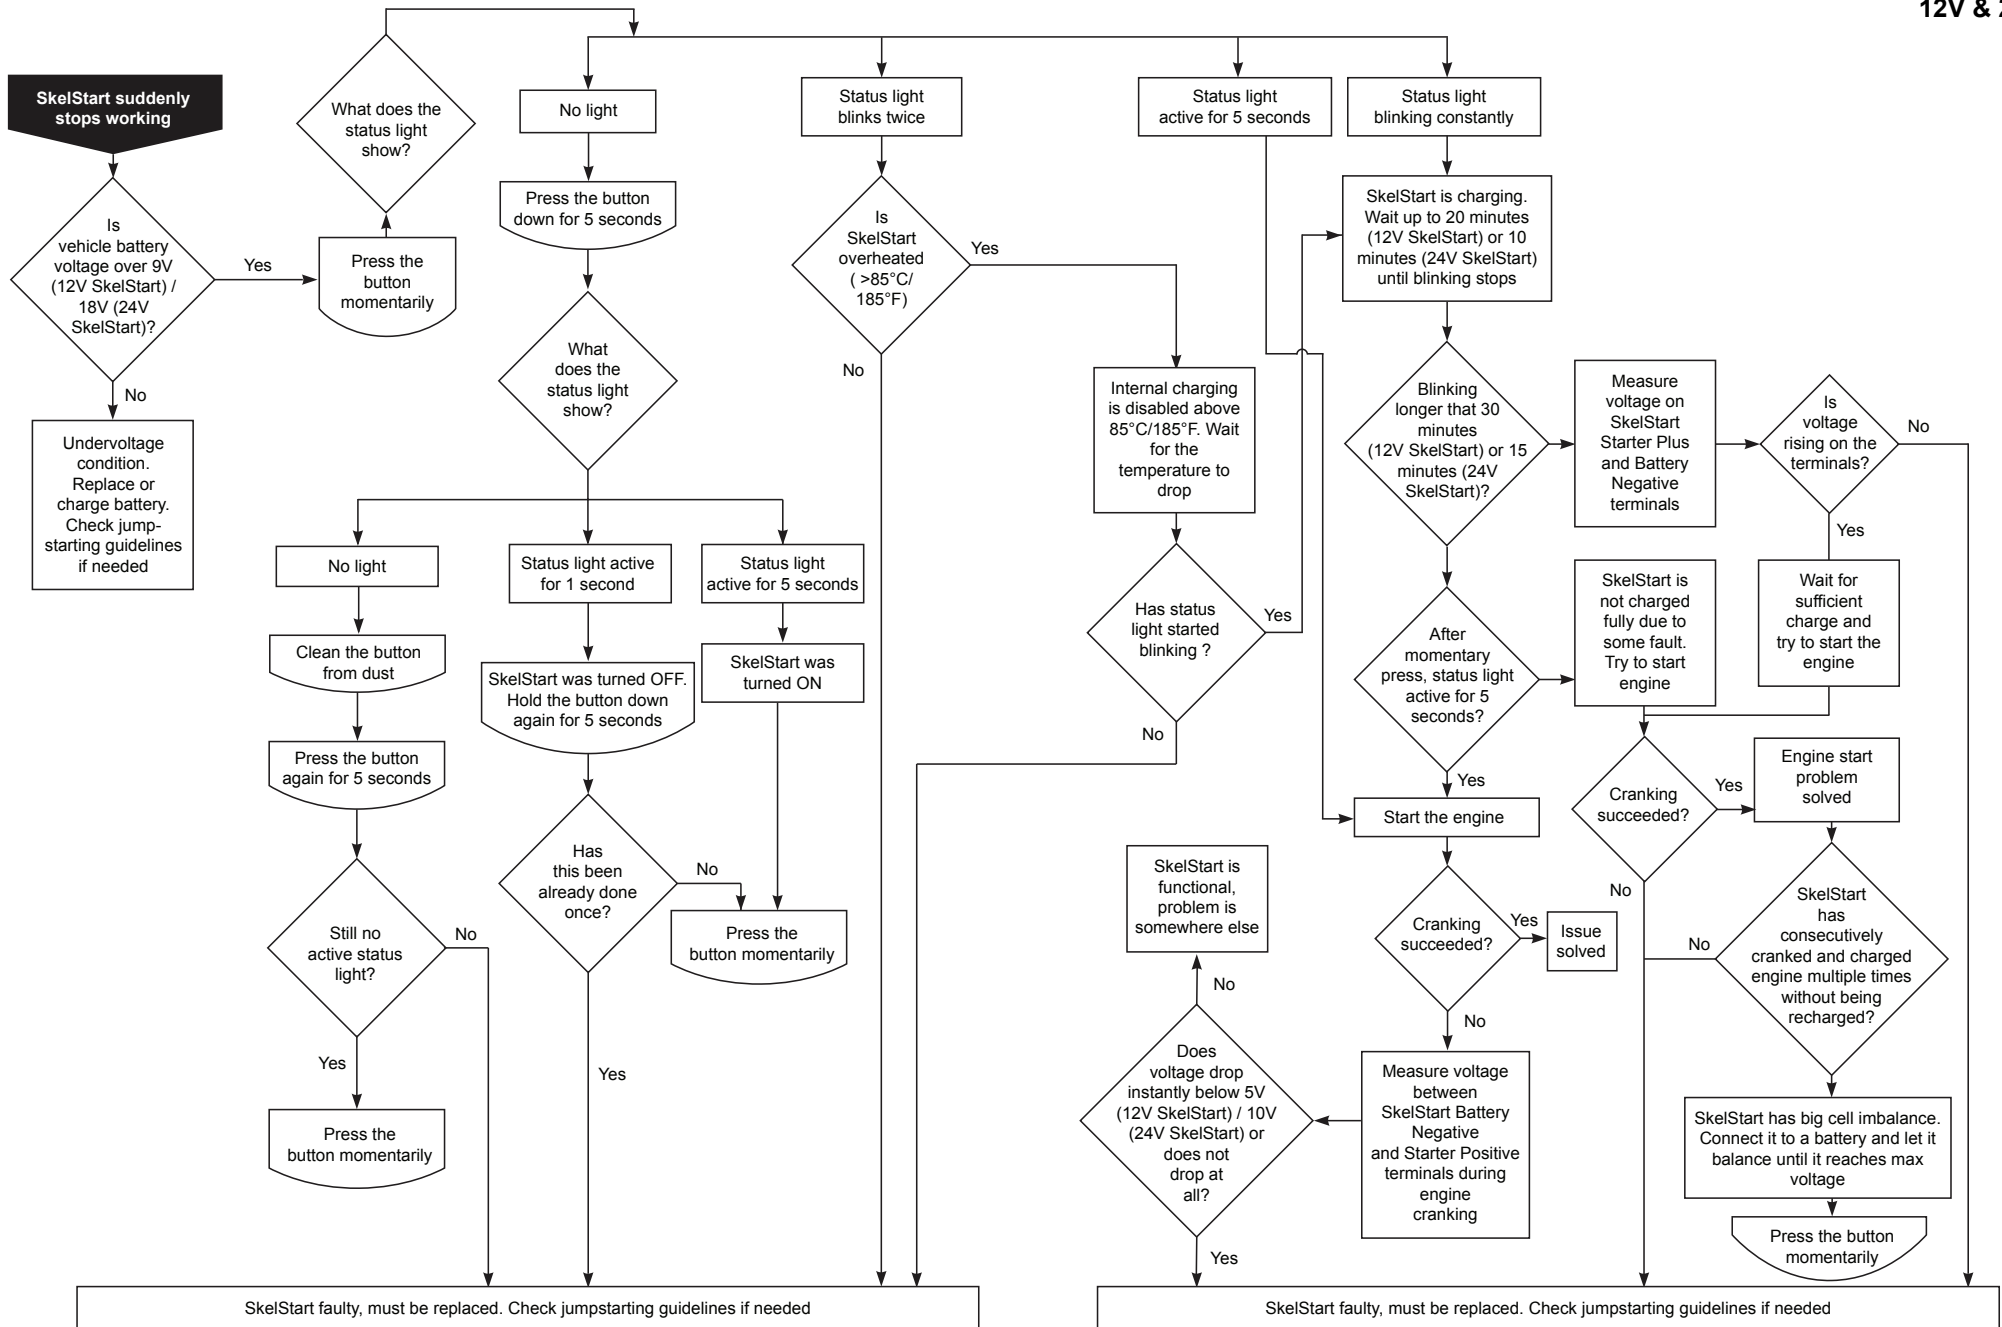 12V & 2
SkelStart suddenly
stops working
Is
vehicle battery
voltage over 9V
(12V SkelStart) /
18V (24V
SkelStart)?
Yes
No
Undervoltage
condition.
Replace or
charge battery.
Check jump-
starting guidelines
if needed
Press the
button
momentarily
What does the
status light
show?
No light
Press the button
down for 5 seconds
What
does the
status light
show?
No light
Clean the button
from dust
Press the button
again for 5 seconds
Still no
active status
light?
No
Yes
Press the
button momentarily
Status light active
for 1 second
SkelStart was turned OFF.
Hold the button down
again for 5 seconds
Has
this been
already done
once?
No
Yes
Status light
active for 5 seconds
SkelStart was
turned ON
Press the
button momentarily
Status light
blinks twice
Is
SkelStart
overheated
( >85°C/
185°F)
Yes
No
Internal charging
is disabled above
85°C/185°F. Wait
for the
temperature to
drop
Has status
light started
blinking ?
Yes
No
Status light
active for 5 seconds
Status light
blinking constantly
SkelStart is charging.
Wait up to 20 minutes
(12V SkelStart) or 10
minutes (24V SkelStart)
until blinking stops
Blinking
longer that 30
minutes
(12V SkelStart) or 15
minutes (24V
SkelStart)?
Measure
voltage on
SkelStart
Starter Plus
and Battery
Negative
terminals
Is
voltage
rising on the
terminals?
No
Yes
Wait for
sufficient
charge and
try to start the
engine
After
momentary
press, status light
active for 5
seconds?
Yes
SkelStart is
not charged
fully due to
some fault.
Try to start
engine
Cranking
succeeded?
Yes
No
Engine start
problem
solved
SkelStart
has
consecutively
cranked and charged
engine multiple times
without being
recharged?
No
SkelStart has big cell imbalance.
Connect it to a battery and let it
balance until it reaches max
voltage
Press the button
momentarily
Start the engine
Cranking
succeeded?
Yes
No
Issue
solved
Measure voltage
between
SkelStart Battery
Negative
and Starter Positive
terminals during
engine
cranking
Does
voltage drop
instantly below 5V
(12V SkelStart) / 10V
(24V SkelStart) or
does not
drop at
all?
No
Yes
SkelStart is
functional,
problem is
somewhere else
SkelStart faulty, must be replaced. Check jumpstarting guidelines if needed
SkelStart faulty, must be replaced. Check jumpstarting guidelines if needed